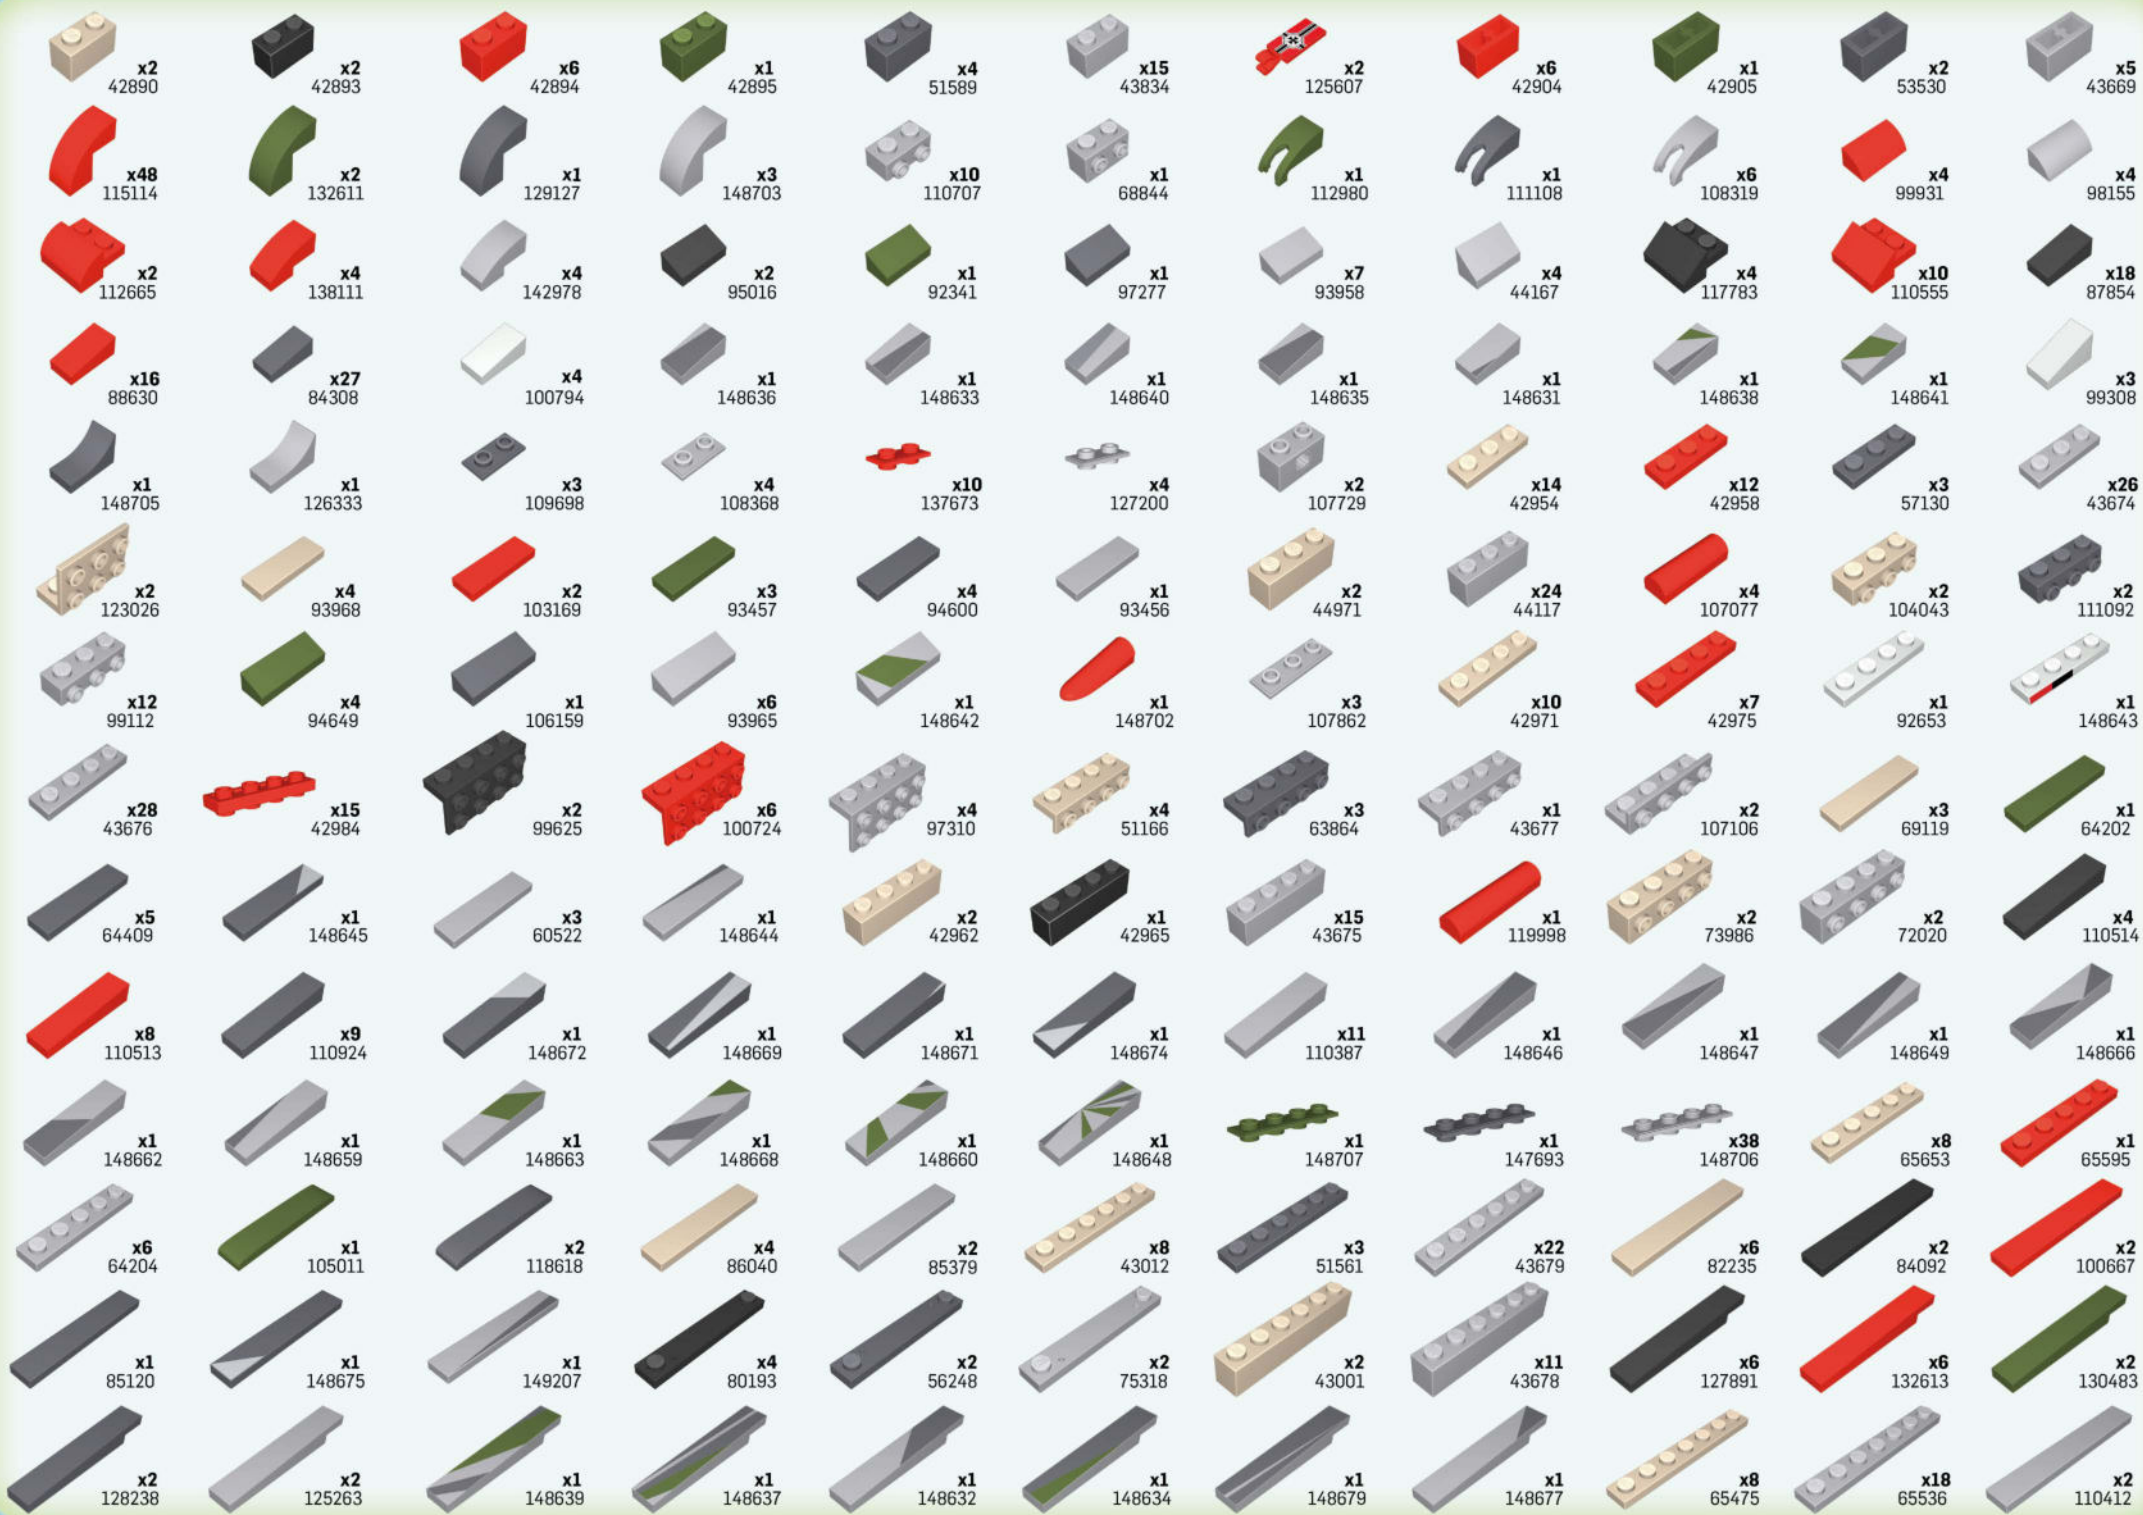 x2 x2 x6 x1 x4 x15 x2 x6 x1 x2 x5
42890 42893 42894 42895 51589 43834 125607 42904 42905 53530 43669
x48 x2 x1 x3 x10 x1 x1 x1 x6 x4 x4
115114 132611 129127 148703 110707 68844 112980 111108 108319 99931 98155
x2 x4 x4 x2 x1 x1 x7 x4 x4 x10 x18
112665 138111 142978 95016 92341 97277 93958 44167 117783 110555 87854
x16 x27 x4 x1 x1 x1 x1 x1 x1 x1 x3
88630 84308 100794 148636 148633 148640 148635 148631 148638 148641 99308
x1 x1 x3 x4 x10 x4 x2 x14 x12 x3 x26
148705 126333 109698 108368 137673 127200 107729 42954 42958 57130 43674
x2 x4 x2 x3 x4 x1 x2 x24 x4 x2 x2
123026 93968 103169 93457 94600 93456 44971 44117 107077 104043 111092
x12 x4 x1 x6 x1 x1 x3 x10 x7 x1 x1
99112 94649 106159 93965 148642 148702 107862 42971 42975 92653 148643
x28 x15 x2 x6 x4 x4 x3 x1 x2 x3 x1
43676 42984 99625 100724 97310 51166 63864 43677 107106 69119 64202
x5 x1 x3 x1 x2 x1 x15 x1 x2 x2 x4
64409 148645 60522 148644 42962 42965 43675 119998 73986 72020 110514
x8 x9 x1 x1 x1 x1 x11 x1 x1 x1 x1
110513 110924 148672 148669 148671 148674 110387 148646 148647 148649 148666
x1 x1 x1 x1 x1 x1 x1 x1 x38 x8 x1
148662 148659 148663 148668 148660 148648 148707 147693 148706 65653 65595
x6 x1 x2 x4 x2 x8 x3 x22 x6 x2 x2
64204 105011 118618 86040 85379 43012 51561 43679 82235 84092 100667
x1 x1 x1 x4 x2 x2 x2 x11 x6 x6 x2
85120 148675 149207 80193 56248 75318 43001 43678 127891 132613 130483
x2 x2 x1 x1 x1 x1 x1 x1 x8 x18 x2
128238 125263 148639 148637 148632 148634 148679 148677 65475 65536 110412